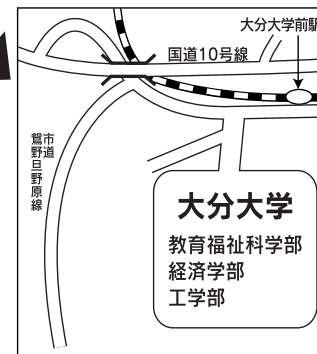 大分大学前駅
国道10号線
市道
鴛野旦野原線
大分大学
教育福祉科学部
経済学部
工学部